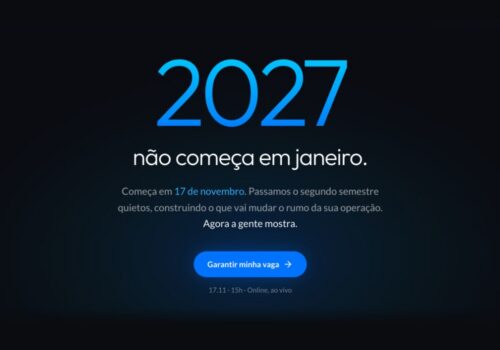 2027
não começa em janeiro.
Começa em 17 de novembro. Passamos o segundo semestre
quietos, construindo o que vai mudar o rumo da sua operação.
Agora a gente mostra.
Garantir minha vaga →
17.11 · 15h · Online, ao vivo